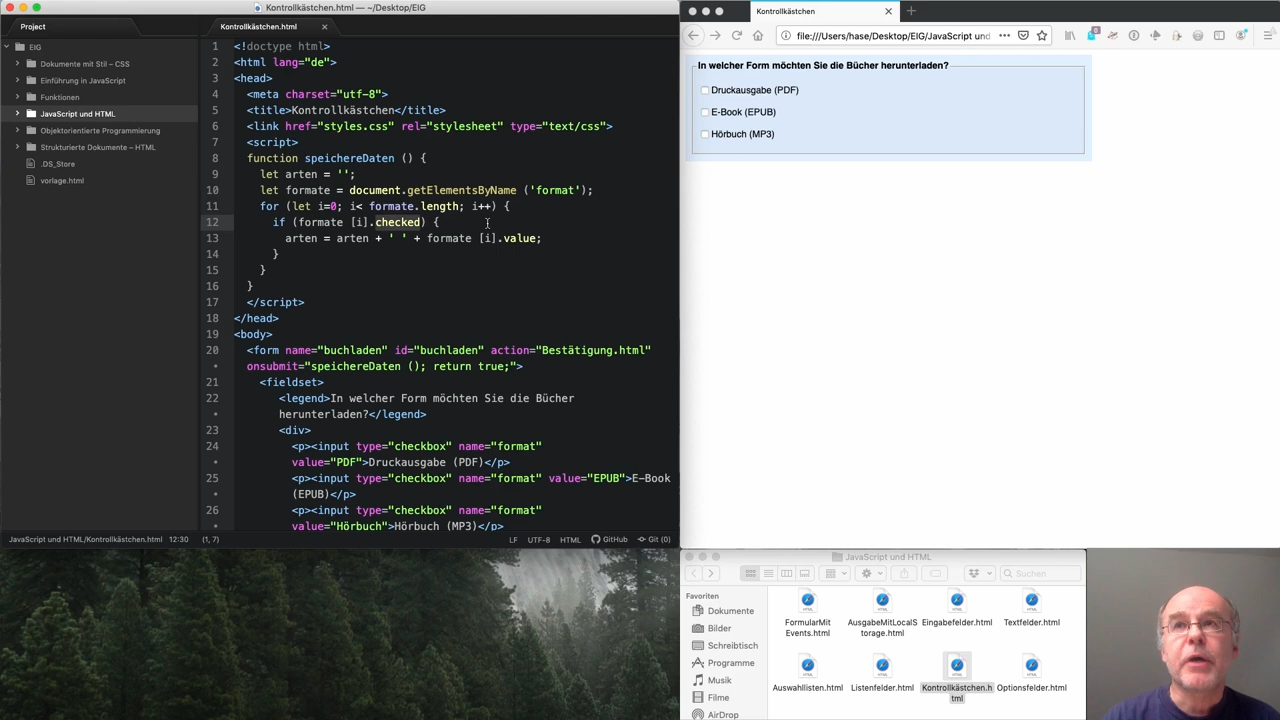 Kontrollkästchen.html — ~/Desktop/EIG
Project
EIG
Dokumente mit Stil – CSS
Einführung in JavaScript
Funktionen
JavaScript und HTML
Objektorientierte Programmierung
Strukturierte Dokumente – HTML
.DS_Store
vorlage.html
Kontrollkästchen.html
1 <!doctype html>
2 <html lang="de">
3 <head>
4 <meta charset="utf-8">
5 <title>Kontrollkästchen</title>
6 <link href="styles.css" rel="stylesheet" type="text/css">
7 <script>
8 function speichereDaten () {
9 let arten = '';
10 let formate = document.getElementsByName ('format');
11 for (let i=0; i< formate.length; i++) {
12 if (formate [i].checked) {
13 arten = arten + ' ' + formate [i].value;
14 }
15 }
16 }
17 </script>
18 </head>
19 <body>
20 <form name="buchladen" id="buchladen" action="Bestätigung.html"
• onsubmit="speichereDaten (); return true;">
21 <fieldset>
22 <legend>In welcher Form möchten Sie die Bücher
• herunterladen?</legend>
23 <div>
24 <p><input type="checkbox" name="format"
• value="PDF">Druckausgabe (PDF)</p>
25 <p><input type="checkbox" name="format" value="EPUB">E-Book
• (EPUB)</p>
26 <p><input type="checkbox" name="format"
• value="Hörbuch">Hörbuch (MP3)</p>
JavaScript und HTML/Kontrollkästchen.html 12:30 (1, 7) LF UTF-8 HTML GitHub Git (0)
Kontrollkästchen
file:///Users/hase/Desktop/EIG/JavaScript und
In welcher Form möchten Sie die Bücher herunterladen?
Druckausgabe (PDF)
E-Book (EPUB)
Hörbuch (MP3)
JavaScript und HTML
Suchen
Favoriten
Dokumente
Bilder
Schreibtisch
Programme
Musik
Filme
AirDrop
FormularMit
Events.html
AusgabeMitLocalS
torage.html
Eingabefelder.html
Textfelder.html
Auswahllisten.html
Listenfelder.html
Kontrollkästchen.h
tml
Optionsfelder.html